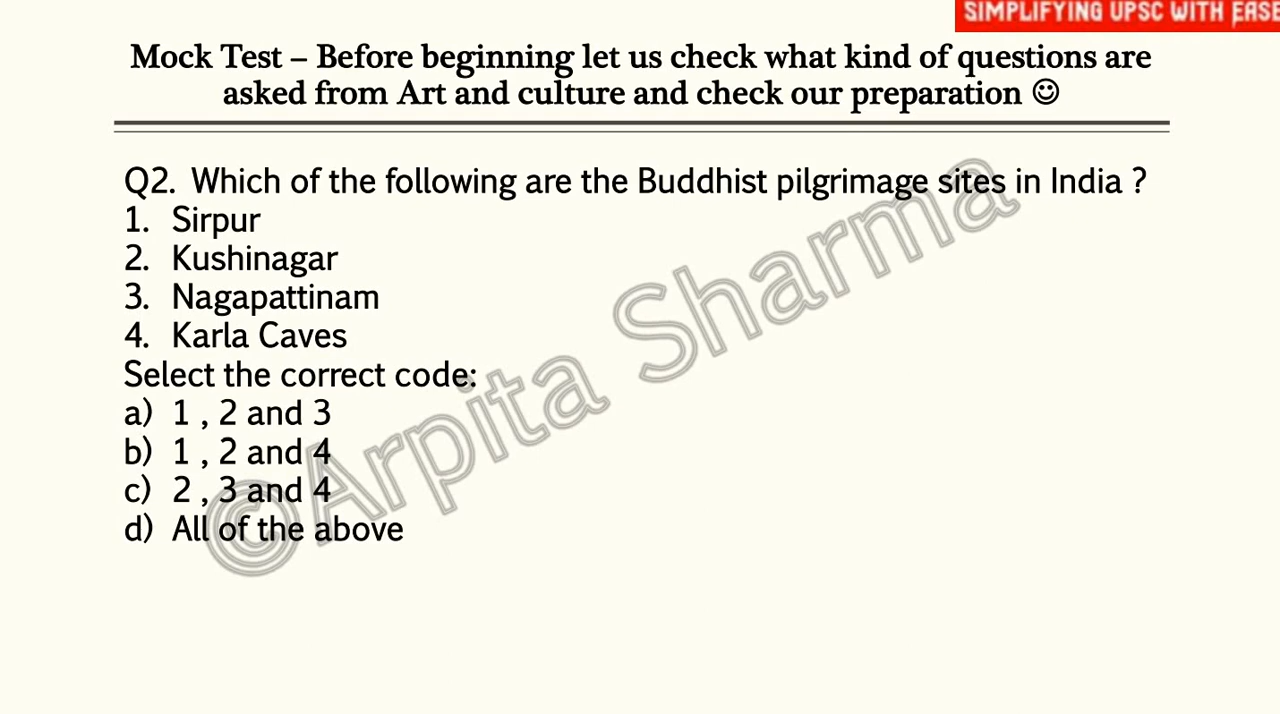 SIMPLIFYING UPSC WITH EASE
Mock Test – Before beginning let us check what kind of questions are
asked from Art and culture and check our preparation ☺
Q2. Which of the following are the Buddhist pilgrimage sites in India ?
1. Sirpur
2. Kushinagar
3. Nagapattinam
4. Karla Caves
Select the correct code:
a) 1 , 2 and 3
b) 1 , 2 and 4
c) 2 , 3 and 4
d) All of the above
©Arpita Sharma